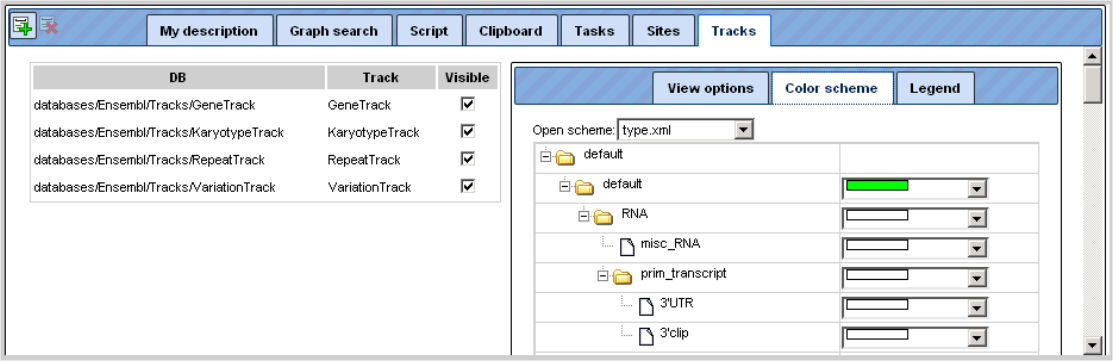 My description Graph search Script Clipboard Tasks Sites Tracks
DB Track Visible
databases/Ensembl/Tracks/GeneTrack GeneTrack
databases/Ensembl/Tracks/KaryotypeTrack KaryotypeTrack
databases/Ensembl/Tracks/RepeatTrack RepeatTrack
databases/Ensembl/Tracks/VariationTrack VariationTrack
View options Color scheme Legend
Open scheme: type.xml
default
default
RNA
misc_RNA
prim_transcript
3'UTR
3'clip